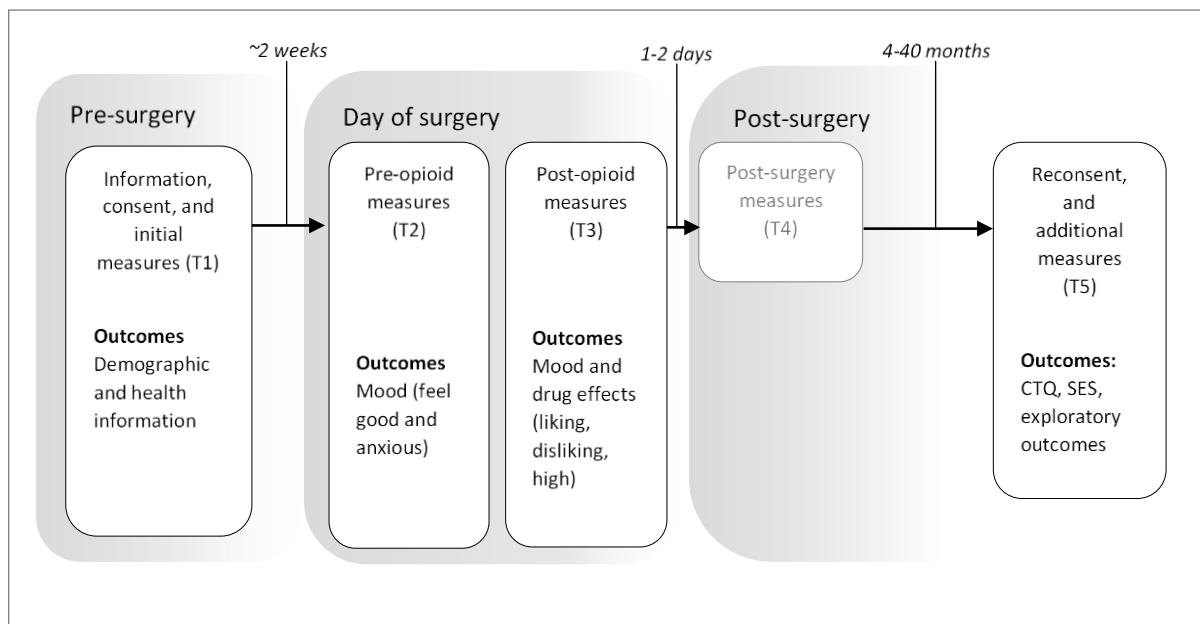 ~2 weeks
1-2 days
4-40 months
Pre-surgery
Day of surgery
Post-surgery
Information,
consent, and
initial
measures (T1)
Outcomes
Demographic
and health
information
Pre-opioid
measures
(T2)
Outcomes
Mood (feel
good and
anxious)
Post-opioid
measures
(T3)
Outcomes
Mood and
drug effects
(liking,
disliking,
high)
Post-surgery
measures
(T4)
Reconsent,
and
additional
measures
(T5)
Outcomes:
CTQ, SES,
exploratory
outcomes